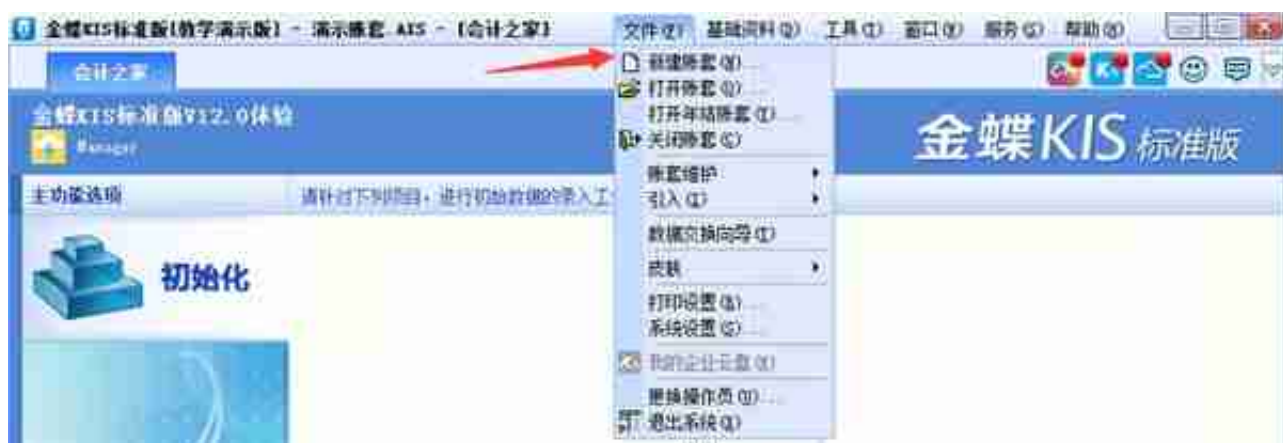 金蝶KIS标准版(教学演示版) - 演示账套.AIS - [会计之家]
文件(F) 基础资料(D) 工具(T) 窗口(W) 服务(S) 帮助(H)
会计之家
金蝶KIS标准版V12.0体验
Manager
金蝶KIS 标准版
主功能选项
请针对下列项目,进行初始数据的录入工
初始化
新建账套(N)...
打开账套(O)...
打开年结账套(Y)...
关闭账套(C)
账套维护
引入(I)
数据交换向导(T)
皮肤
打印设置(R)...
系统设置(S)...
我的企业云盘(K)
更换操作员(U)...
退出系统(X)